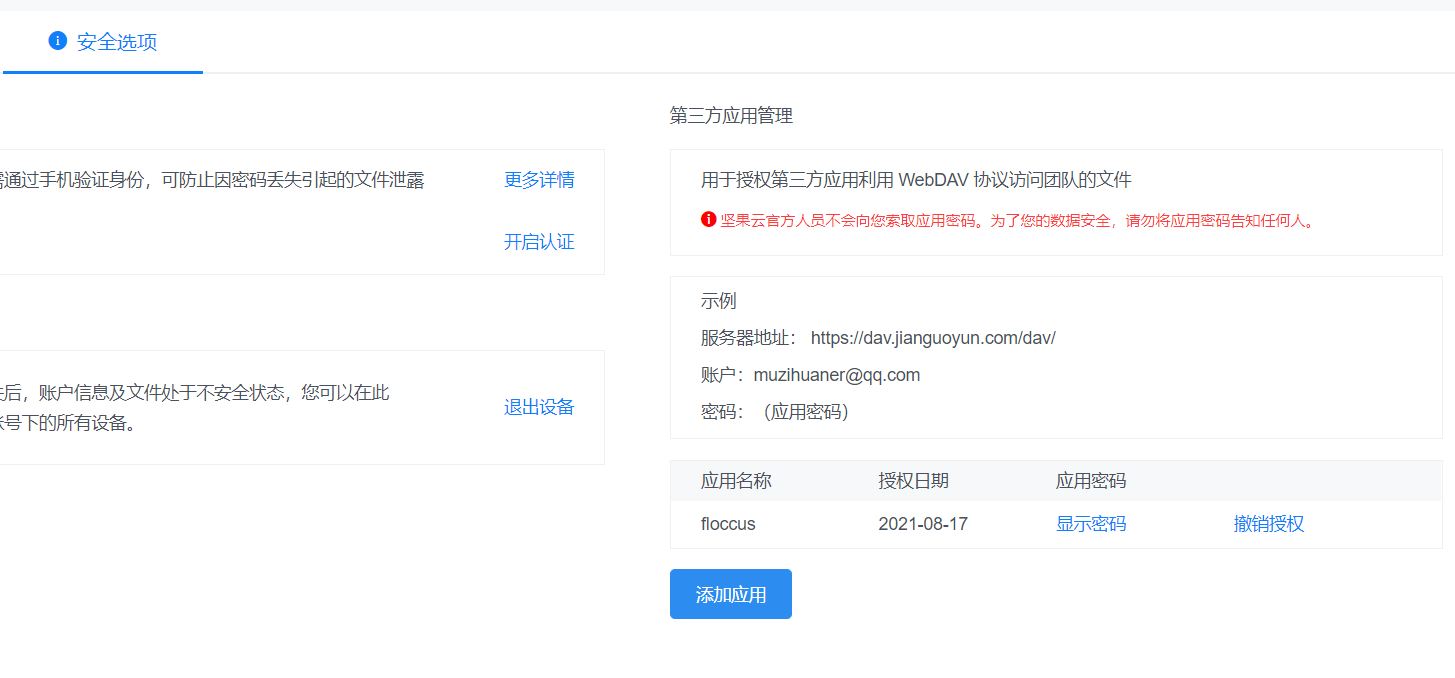 安全选项
通过手机验证身份，可防止因密码丢失引起的文件泄露
更多详情
开启认证
后，账户信息及文件处于不安全状态，您可以在此
号下的所有设备。
退出设备
第三方应用管理
用于授权第三方应用利用 WebDAV 协议访问团队的文件
坚果云官方人员不会向您索取应用密码。为了您的数据安全，请勿将应用密码告知任何人。
示例
服务器地址： https://dav.jianguoyun.com/dav/
账户：muzihuaner@qq.com
密码：（应用密码）
应用名称 授权日期 应用密码
floccus 2021-08-17 显示密码 撤销授权
添加应用